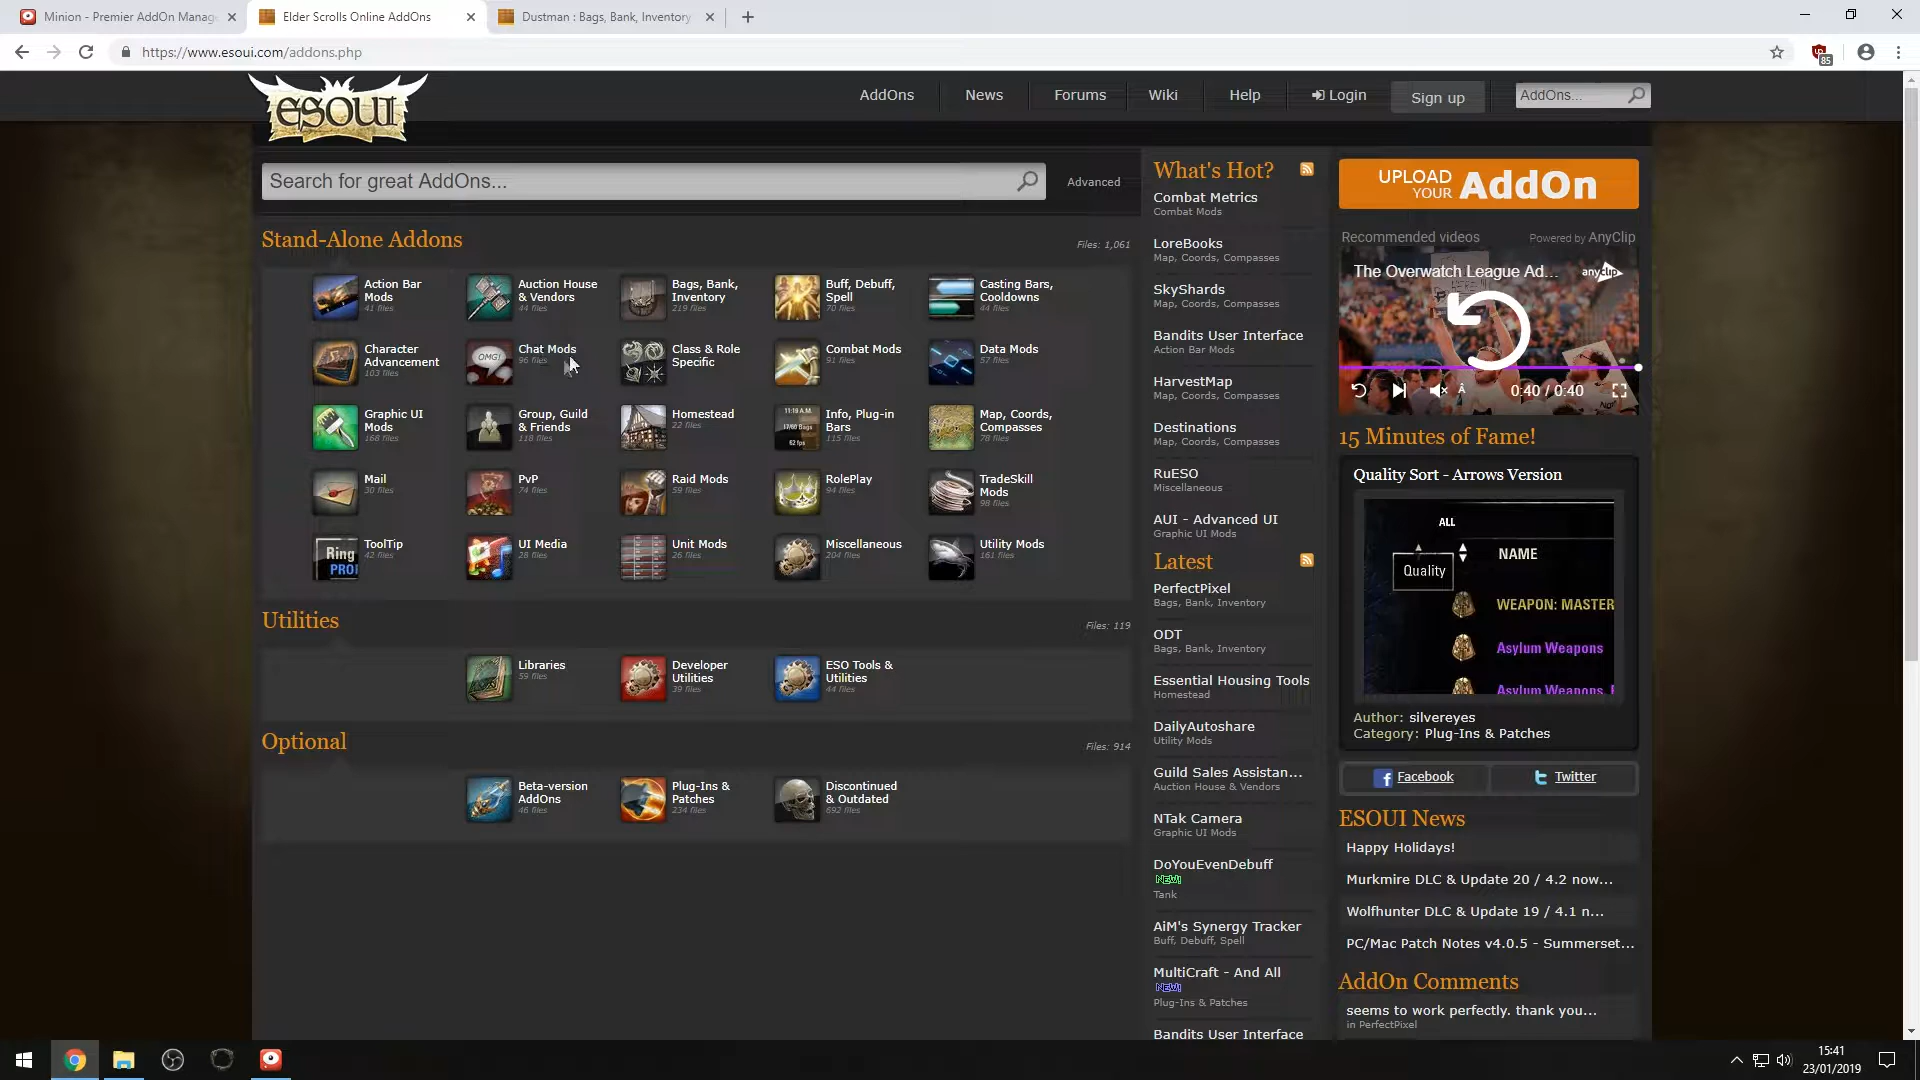 Minion - Premier AddOn Manag
Elder Scrolls Online AddOns
Dustman : Bags, Bank, Inventory
https://www.esoui.com/addons.php
85
ESOUI
AddOns
News
Forums
Wiki
Help
Login
Sign up
AddOns...
Search for great AddOns...
Advanced
Stand-Alone Addons
Files: 1,061
Action Bar
Mods
41 files
Auction House
& Vendors
44 files
Bags, Bank,
Inventory
219 files
Buff, Debuff,
Spell
70 files
Casting Bars,
Cooldowns
44 files
Character
Advancement
103 files
OMG!
Chat Mods
96 files
Class & Role
Specific
Combat Mods
91 files
Data Mods
57 files
Graphic UI
Mods
168 files
Group, Guild
& Friends
118 files
Homestead
22 files
11:19 A.M.
17/60 Bags
62 fps
Info, Plug-in
Bars
115 files
Map, Coords,
Compasses
78 files
Mail
30 files
PvP
74 files
Raid Mods
59 files
RolePlay
94 files
TradeSkill
Mods
98 files
Ring
PRO
ToolTip
42 files
UI Media
28 files
Unit Mods
26 files
Miscellaneous
204 files
Utility Mods
161 files
Utilities
Files: 119
Libraries
59 files
Developer
Utilities
39 files
ESO Tools &
Utilities
44 files
Optional
Files: 914
Beta-version
AddOns
46 files
Plug-Ins &
Patches
234 files
Discontinued
& Outdated
692 files
What's Hot?
Combat Metrics
Combat Mods
LoreBooks
Map, Coords, Compasses
SkyShards
Map, Coords, Compasses
Bandits User Interface
Action Bar Mods
HarvestMap
Map, Coords, Compasses
Destinations
Map, Coords, Compasses
RuESO
Miscellaneous
AUI - Advanced UI
Graphic UI Mods
Latest
PerfectPixel
Bags, Bank, Inventory
ODT
Bags, Bank, Inventory
Essential Housing Tools
Homestead
DailyAutoshare
Utility Mods
Guild Sales Assistan...
Auction House & Vendors
NTak Camera
Graphic UI Mods
DoYouEvenDebuff
NEW!
Tank
AiM's Synergy Tracker
Buff, Debuff, Spell
MultiCraft - And All
NEW!
Plug-Ins & Patches
Bandits User Interface
UPLOAD
YOUR
AddOn
Recommended videos
Powered by AnyClip
The Overwatch League Ad...
anyclip
Â
0:40 / 0:40
15 Minutes of Fame!
Quality Sort - Arrows Version
ALL
Quality
NAME
WEAPON: MASTER
Asylum Weapons
Asylum Weapons,
Author: silvereyes
Category: Plug-Ins & Patches
Facebook
Twitter
ESOUI News
Happy Holidays!
Murkmire DLC & Update 20 / 4.2 now...
Wolfhunter DLC & Update 19 / 4.1 n...
PC/Mac Patch Notes v4.0.5 - Summerset...
AddOn Comments
seems to work perfectly. thank you...
in PerfectPixel
15:41
23/01/2019